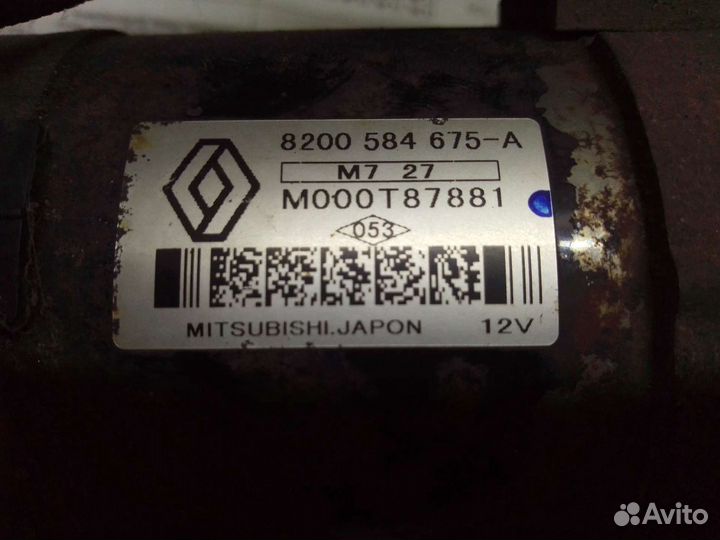 8200 584 675-A
M7 27
M000T87881
053
MITSUBISHI.JAPON 12V
Avito